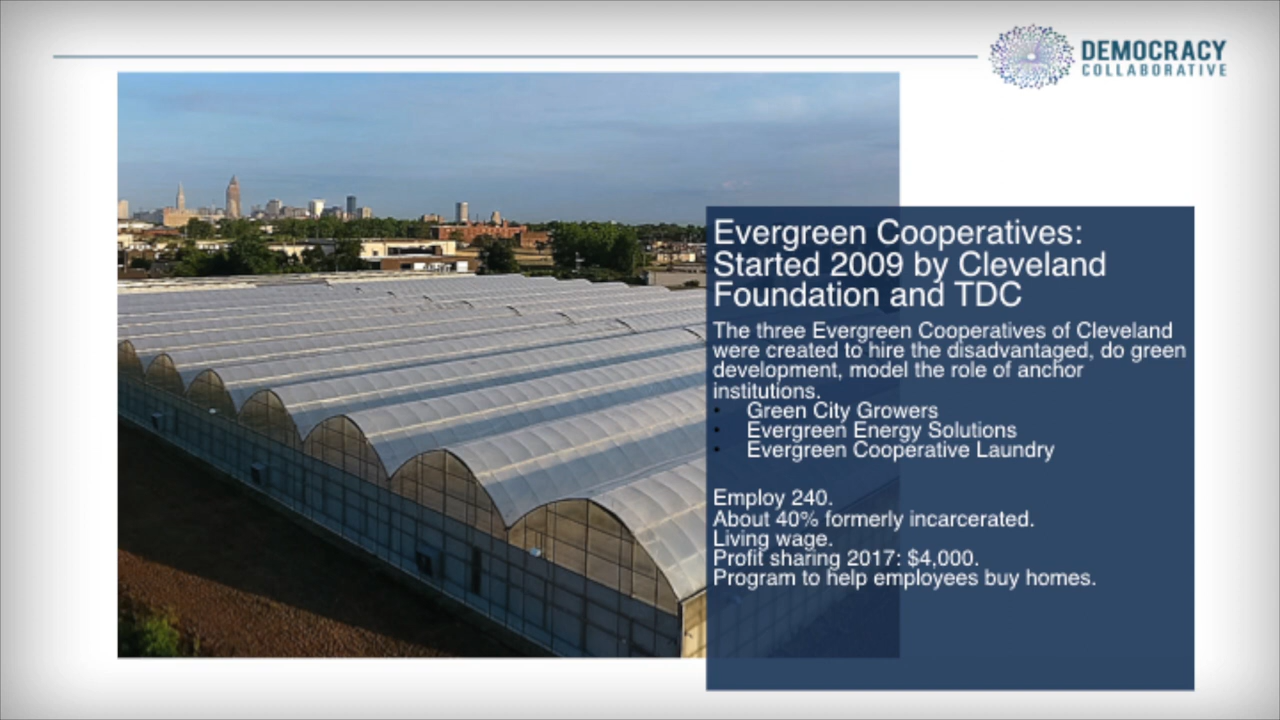 DEMOCRACY
COLLABORATIVE
Evergreen Cooperatives:
Started 2009 by Cleveland
Foundation and TDC
The three Evergreen Cooperatives of Cleveland
were created to hire the disadvantaged, do green
development, model the role of anchor
institutions.
• Green City Growers
• Evergreen Energy Solutions
• Evergreen Cooperative Laundry
Employ 240.
About 40% formerly incarcerated.
Living wage.
Profit sharing 2017: $4,000.
Program to help employees buy homes.